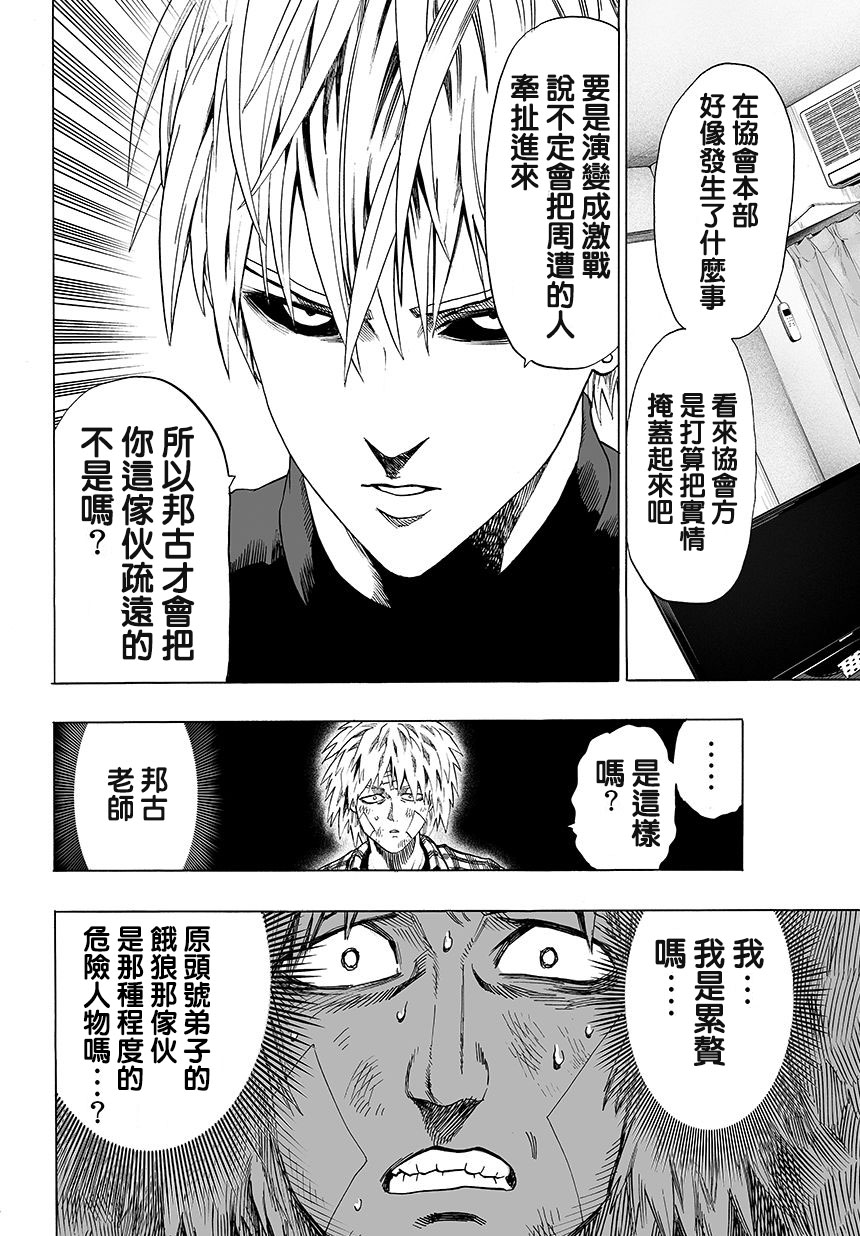 在協會本部
好像發生了什麼事
看來協會方
是打算把實情
掩蓋起來吧
要是演變成激戰
說不定會把周遭的人
牽扯進來
所以邦古才會把
你這傢伙疏遠的
不是嗎？
‥‥
是這樣
嗎？
邦古
老師
我‥
我是累贅
嗎‥‥
原頭號弟子的
餓狼那傢伙
是那種程度的
危險人物嗎‥‥？